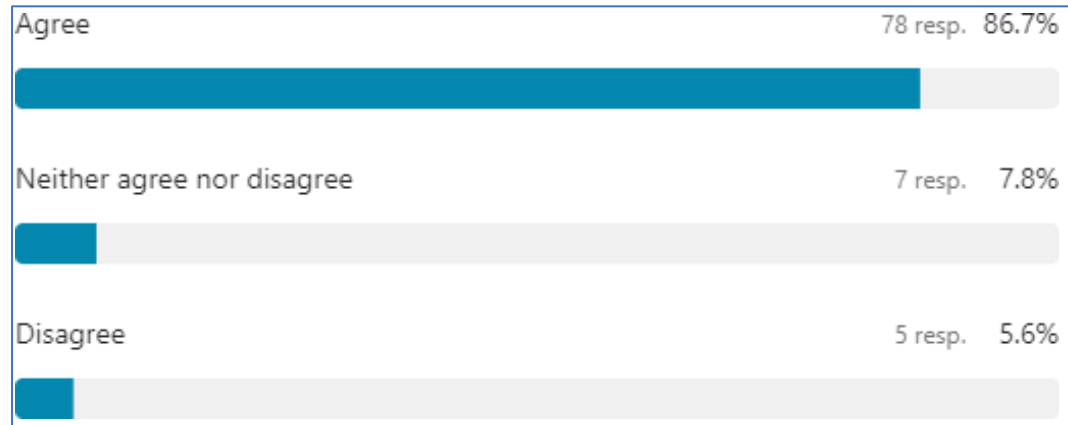 Agree 78 resp. 86.7%
Neither agree nor disagree 7 resp. 7.8%
Disagree 5 resp. 5.6%